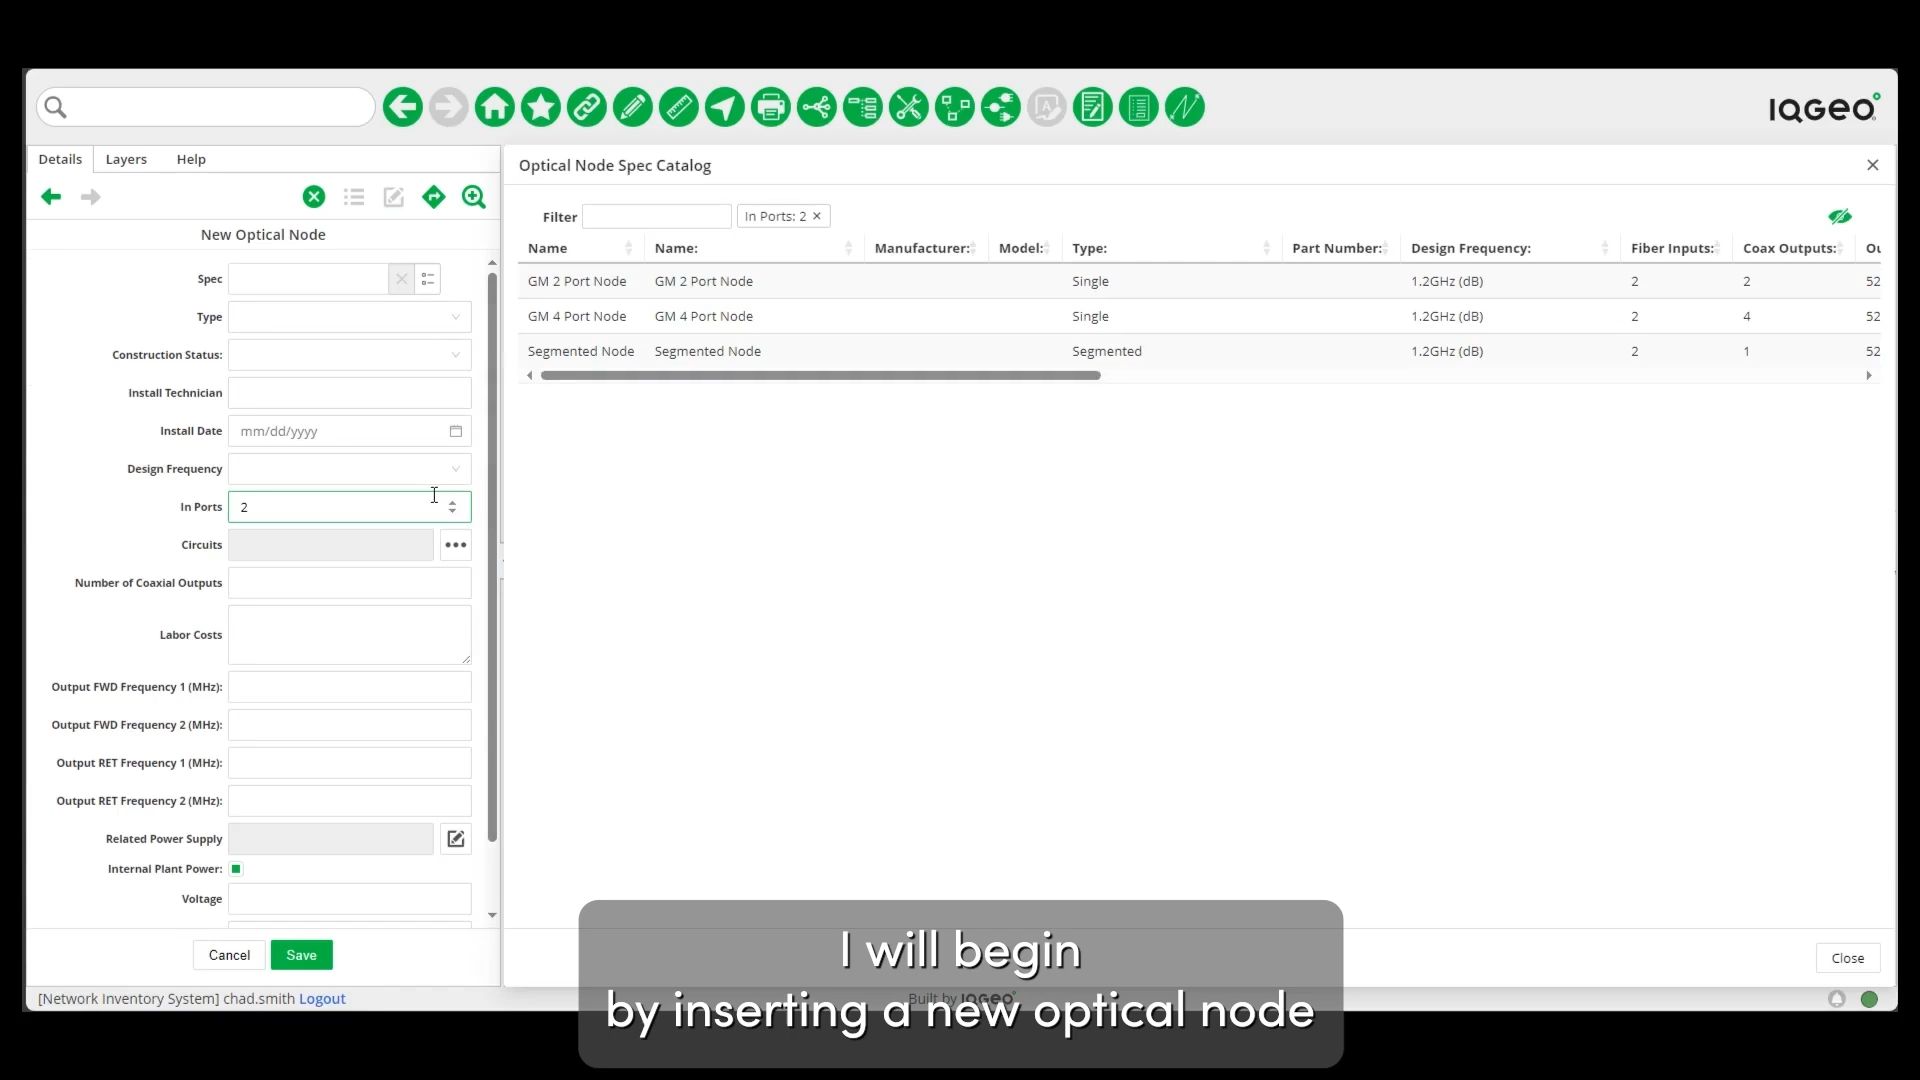 IQGEO
Details Layers Help
New Optical Node
Spec
Type
Construction Status:
Install Technician
Install Date mm/dd/yyyy
Design Frequency
In Ports 2
Circuits
Number of Coaxial Outputs
Labor Costs
Output FWD Frequency 1 (MHz):
Output FWD Frequency 2 (MHz):
Output RET Frequency 1 (MHz):
Output RET Frequency 2 (MHz):
Related Power Supply
Internal Plant Power:
Voltage
Cancel Save
[Network Inventory System] chad.smith Logout
Optical Node Spec Catalog
Filter In Ports: 2
Name Name: Manufacturer: Model: Type: Part Number: Design Frequency: Fiber Inputs: Coax Outputs: Ou
GM 2 Port Node GM 2 Port Node Single 1.2GHz (dB) 2 2 52
GM 4 Port Node GM 4 Port Node Single 1.2GHz (dB) 2 4 52
Segmented Node Segmented Node Segmented 1.2GHz (dB) 2 1 52
Close
Built by IQGEO
I will begin
by inserting a new optical node